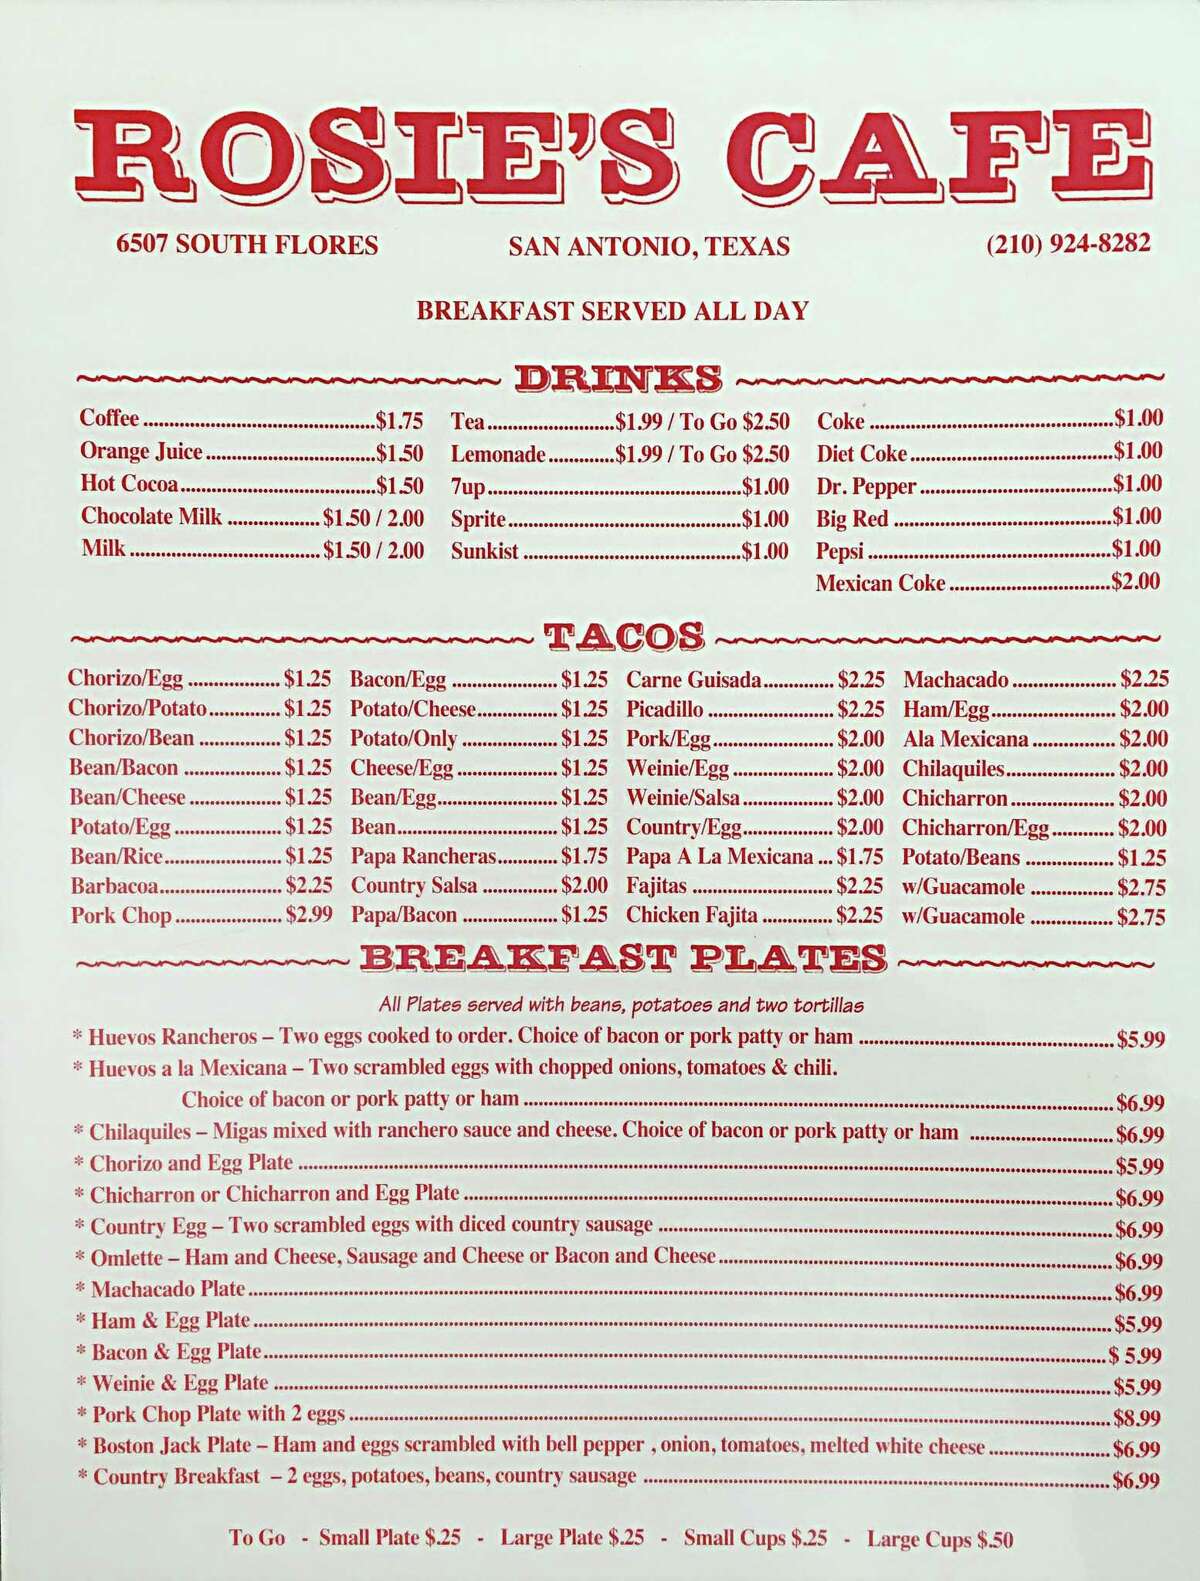 ROSIE'S CAFE
6507 SOUTH FLORES SAN ANTONIO, TEXAS (210) 924-8282
BREAKFAST SERVED ALL DAY
DRINKS
Coffee $1.75
Orange Juice $1.50
Hot Cocoa $1.50
Chocolate Milk $1.50 / 2.00
Milk $1.50 / 2.00
Tea $1.99 / To Go $2.50
Lemonade $1.99 / To Go $2.50
7up $1.00
Sprite $1.00
Sunkist $1.00
Coke $1.00
Diet Coke $1.00
Dr. Pepper $1.00
Big Red $1.00
Pepsi $1.00
Mexican Coke $2.00
TACOS
Chorizo/Egg $1.25
Chorizo/Potato $1.25
Chorizo/Bean $1.25
Bean/Bacon $1.25
Bean/Cheese $1.25
Potato/Egg $1.25
Bean/Rice $1.25
Barbacoa $2.25
Pork Chop $2.99
Bacon/Egg $1.25
Potato/Cheese $1.25
Potato/Only $1.25
Cheese/Egg $1.25
Bean/Egg $1.25
Bean $1.25
Papa Rancheras $1.75
Country Salsa $2.00
Papa/Bacon $1.25
Carne Guisada $2.25
Picadillo $2.25
Pork/Egg $2.00
Weinie/Egg $2.00
Weinie/Salsa $2.00
Country/Egg $2.00
Papa A La Mexicana $1.75
Fajitas $2.25
Chicken Fajita $2.25
Machacado $2.25
Ham/Egg $2.00
Ala Mexicana $2.00
Chilaquiles $2.00
Chicharron $2.00
Chicharron/Egg $2.00
Potato/Beans $1.25
w/Guacamole $2.75
w/Guacamole $2.75
BREAKFAST PLATES
All Plates served with beans, potatoes and two tortillas
* Huevos Rancheros – Two eggs cooked to order. Choice of bacon or pork patty or ham $5.99
* Huevos a la Mexicana – Two scrambled eggs with chopped onions, tomatoes & chili.
Choice of bacon or pork patty or ham $6.99
* Chilaquiles – Migas mixed with ranchero sauce and cheese. Choice of bacon or pork patty or ham $6.99
* Chorizo and Egg Plate $5.99
* Chicharron or Chicharron and Egg Plate $6.99
* Country Egg – Two scrambled eggs with diced country sausage $6.99
* Omlette – Ham and Cheese, Sausage and Cheese or Bacon and Cheese $6.99
* Machacado Plate $6.99
* Ham & Egg Plate $5.99
* Bacon & Egg Plate $ 5.99
* Weinie & Egg Plate $5.99
* Pork Chop Plate with 2 eggs $8.99
* Boston Jack Plate – Ham and eggs scrambled with bell pepper , onion, tomatoes, melted white cheese $6.99
* Country Breakfast – 2 eggs, potatoes, beans, country sausage $6.99
To Go - Small Plate $.25 - Large Plate $.25 - Small Cups $.25 - Large Cups $.50